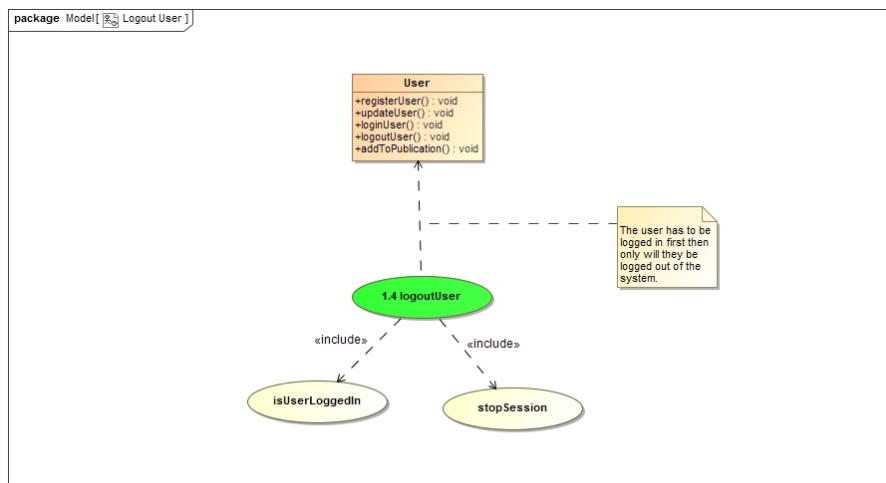 package Model[ Logout User ]
User
+registerUser() : void
+updateUser() : void
+loginUser() : void
+logoutUser() : void
+addToPublication() : void
The user has to be
logged in first then
only will they be
logged out of the
system.
1.4 logoutUser
«include»
«include»
isUserLoggedIn
stopSession